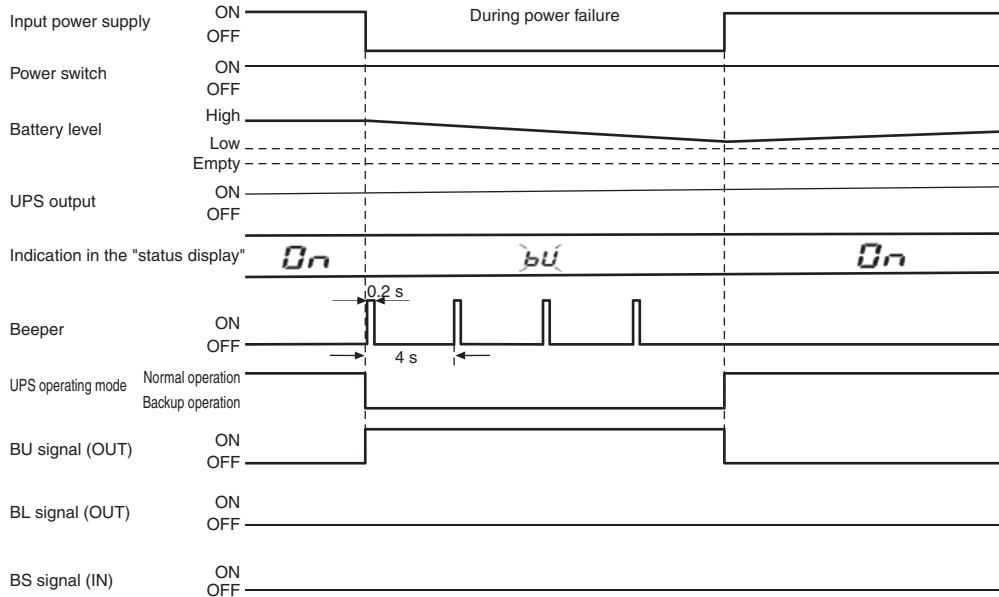 Input power supply
ON
OFF
During power failure
Power switch
ON
OFF
Battery level
High
Low
Empty
UPS output
ON
OFF
Indication in the "status display"
On
bU
On
0.2 s
Beeper
ON
OFF
4 s
UPS operating mode
Normal operation
Backup operation
BU signal (OUT)
ON
OFF
BL signal (OUT)
ON
OFF
BS signal (IN)
ON
OFF